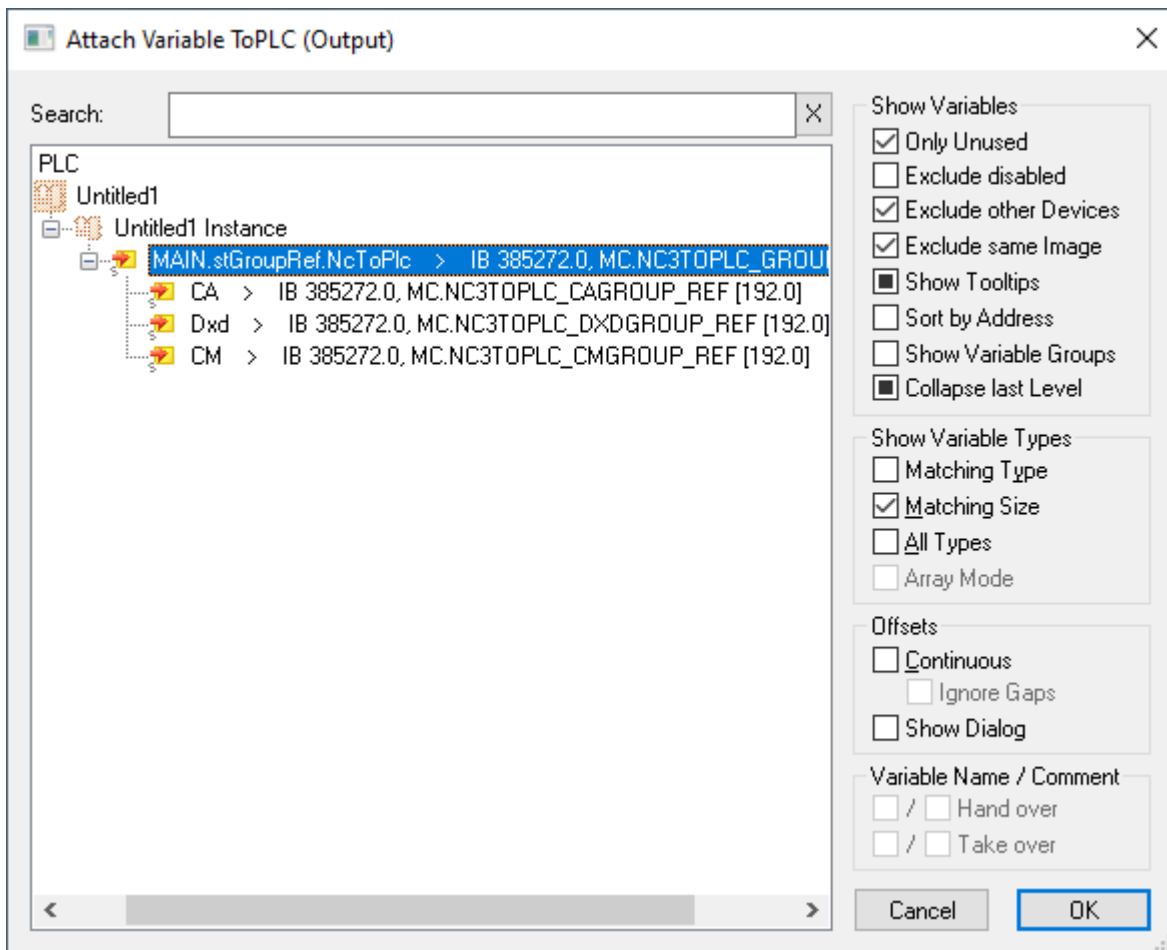 Attach Variable ToPLC (Output)
Search:
PLC
Untitled1
Untitled1 Instance
MAIN.stGroupRef.NcToPlc > IB 385272.0, MC.NC3TOPLC_GROU
CA > IB 385272.0, MC.NC3TOPLC_CAGROUP_REF [192.0]
Dxd > IB 385272.0, MC.NC3TOPLC_DXDGROUP_REF [192.0]
CM > IB 385272.0, MC.NC3TOPLC_CMGROUP_REF [192.0]
Show Variables
Only Unused
Exclude disabled
Exclude other Devices
Exclude same Image
Show Tooltips
Sort by Address
Show Variable Groups
Collapse last Level
Show Variable Types
Matching Type
Matching Size
All Types
Array Mode
Offsets
Continuous
Ignore Gaps
Show Dialog
Variable Name / Comment
/ Hand over
/ Take over
Cancel
OK